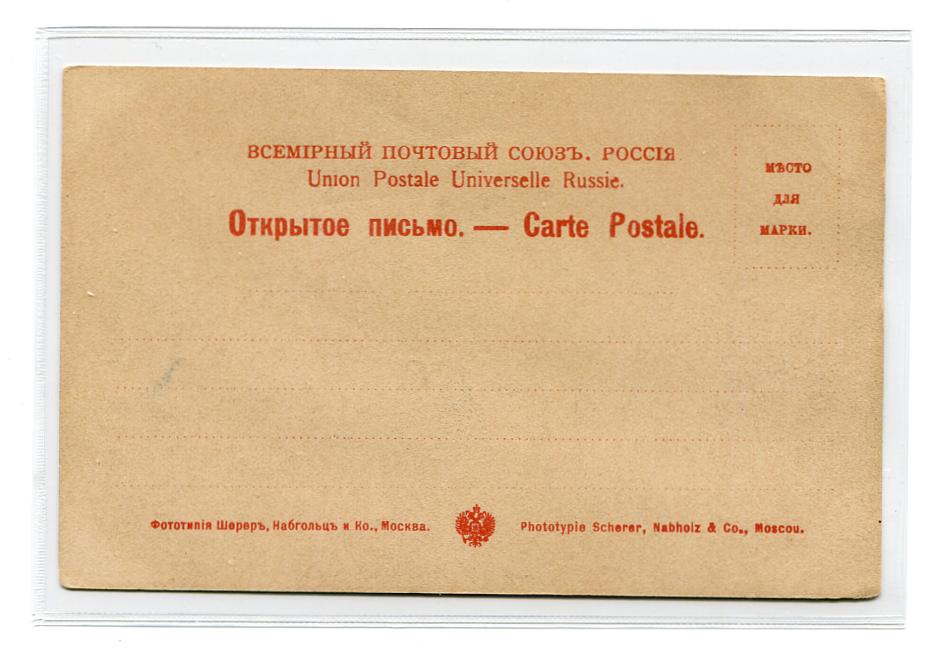 ВСЕМІРНЫЙ ПОЧТОВЫЙ СОЮЗЪ. РОССІЯ
Union Postale Universelle Russie.
Открытое письмо. — Carte Postale.
МѢСТО
ДЛЯ
МАРКИ.
Фототипія Шереръ, Набгольцъ и Ко., Москва.
Phototypie Scherer, Nabholz & Co., Moscou.